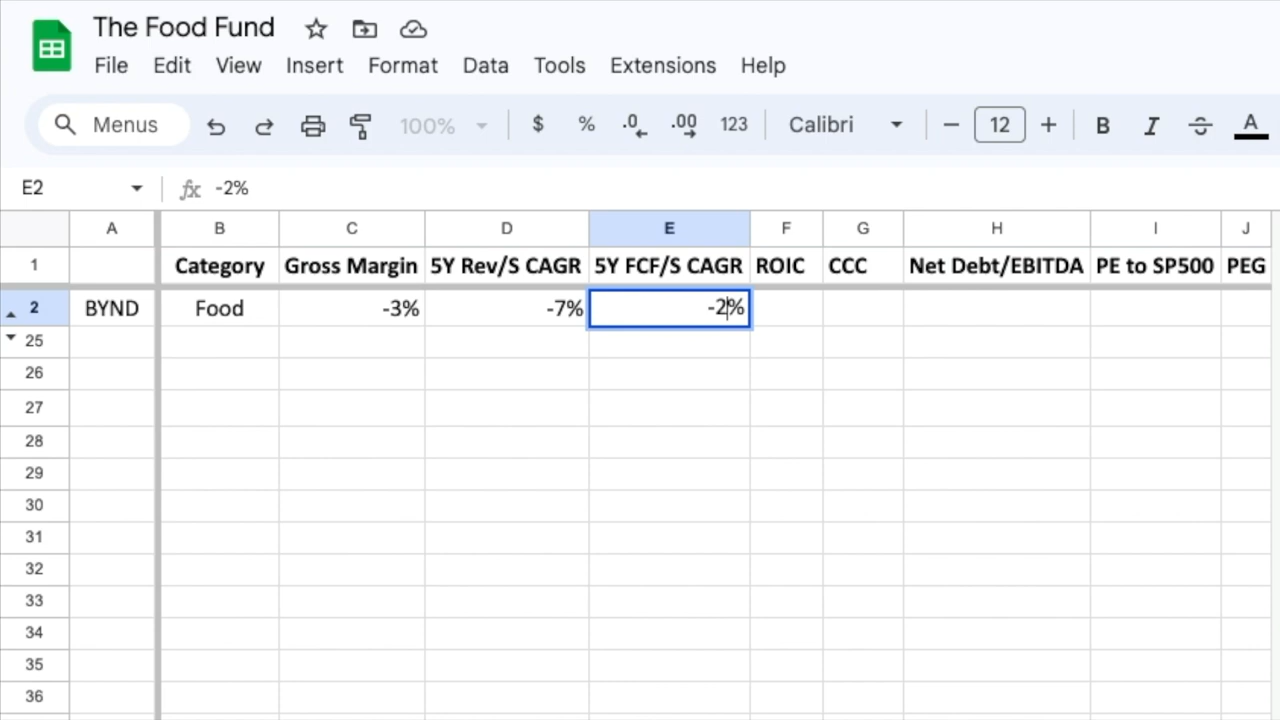 The Food Fund
File Edit View Insert Format Data Tools Extensions Help
Menus 100% $ % .0 .00 123 Calibri 12 B I S A
E2 fx -2%
A B C D E F G H I J
1 Category Gross Margin 5Y Rev/S CAGR 5Y FCF/S CAGR ROIC CCC Net Debt/EBITDA PE to SP500 PEG
2 BYND Food -3% -7% -2%
25
26
27
28
29
30
31
32
33
34
35
36